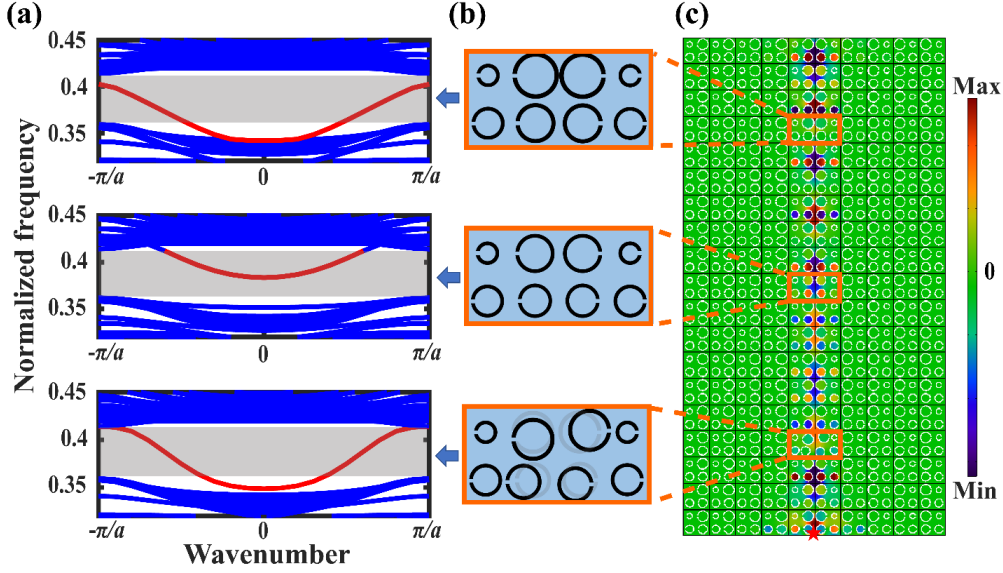 (a)
(b)
(c)
Normalized frequency
0.45
0.4
0.35
-π/a
0
π/a
0.45
0.4
0.35
-π/a
0
π/a
0.45
0.4
0.35
-π/a
0
π/a
Wavenumber
Max
0
Min